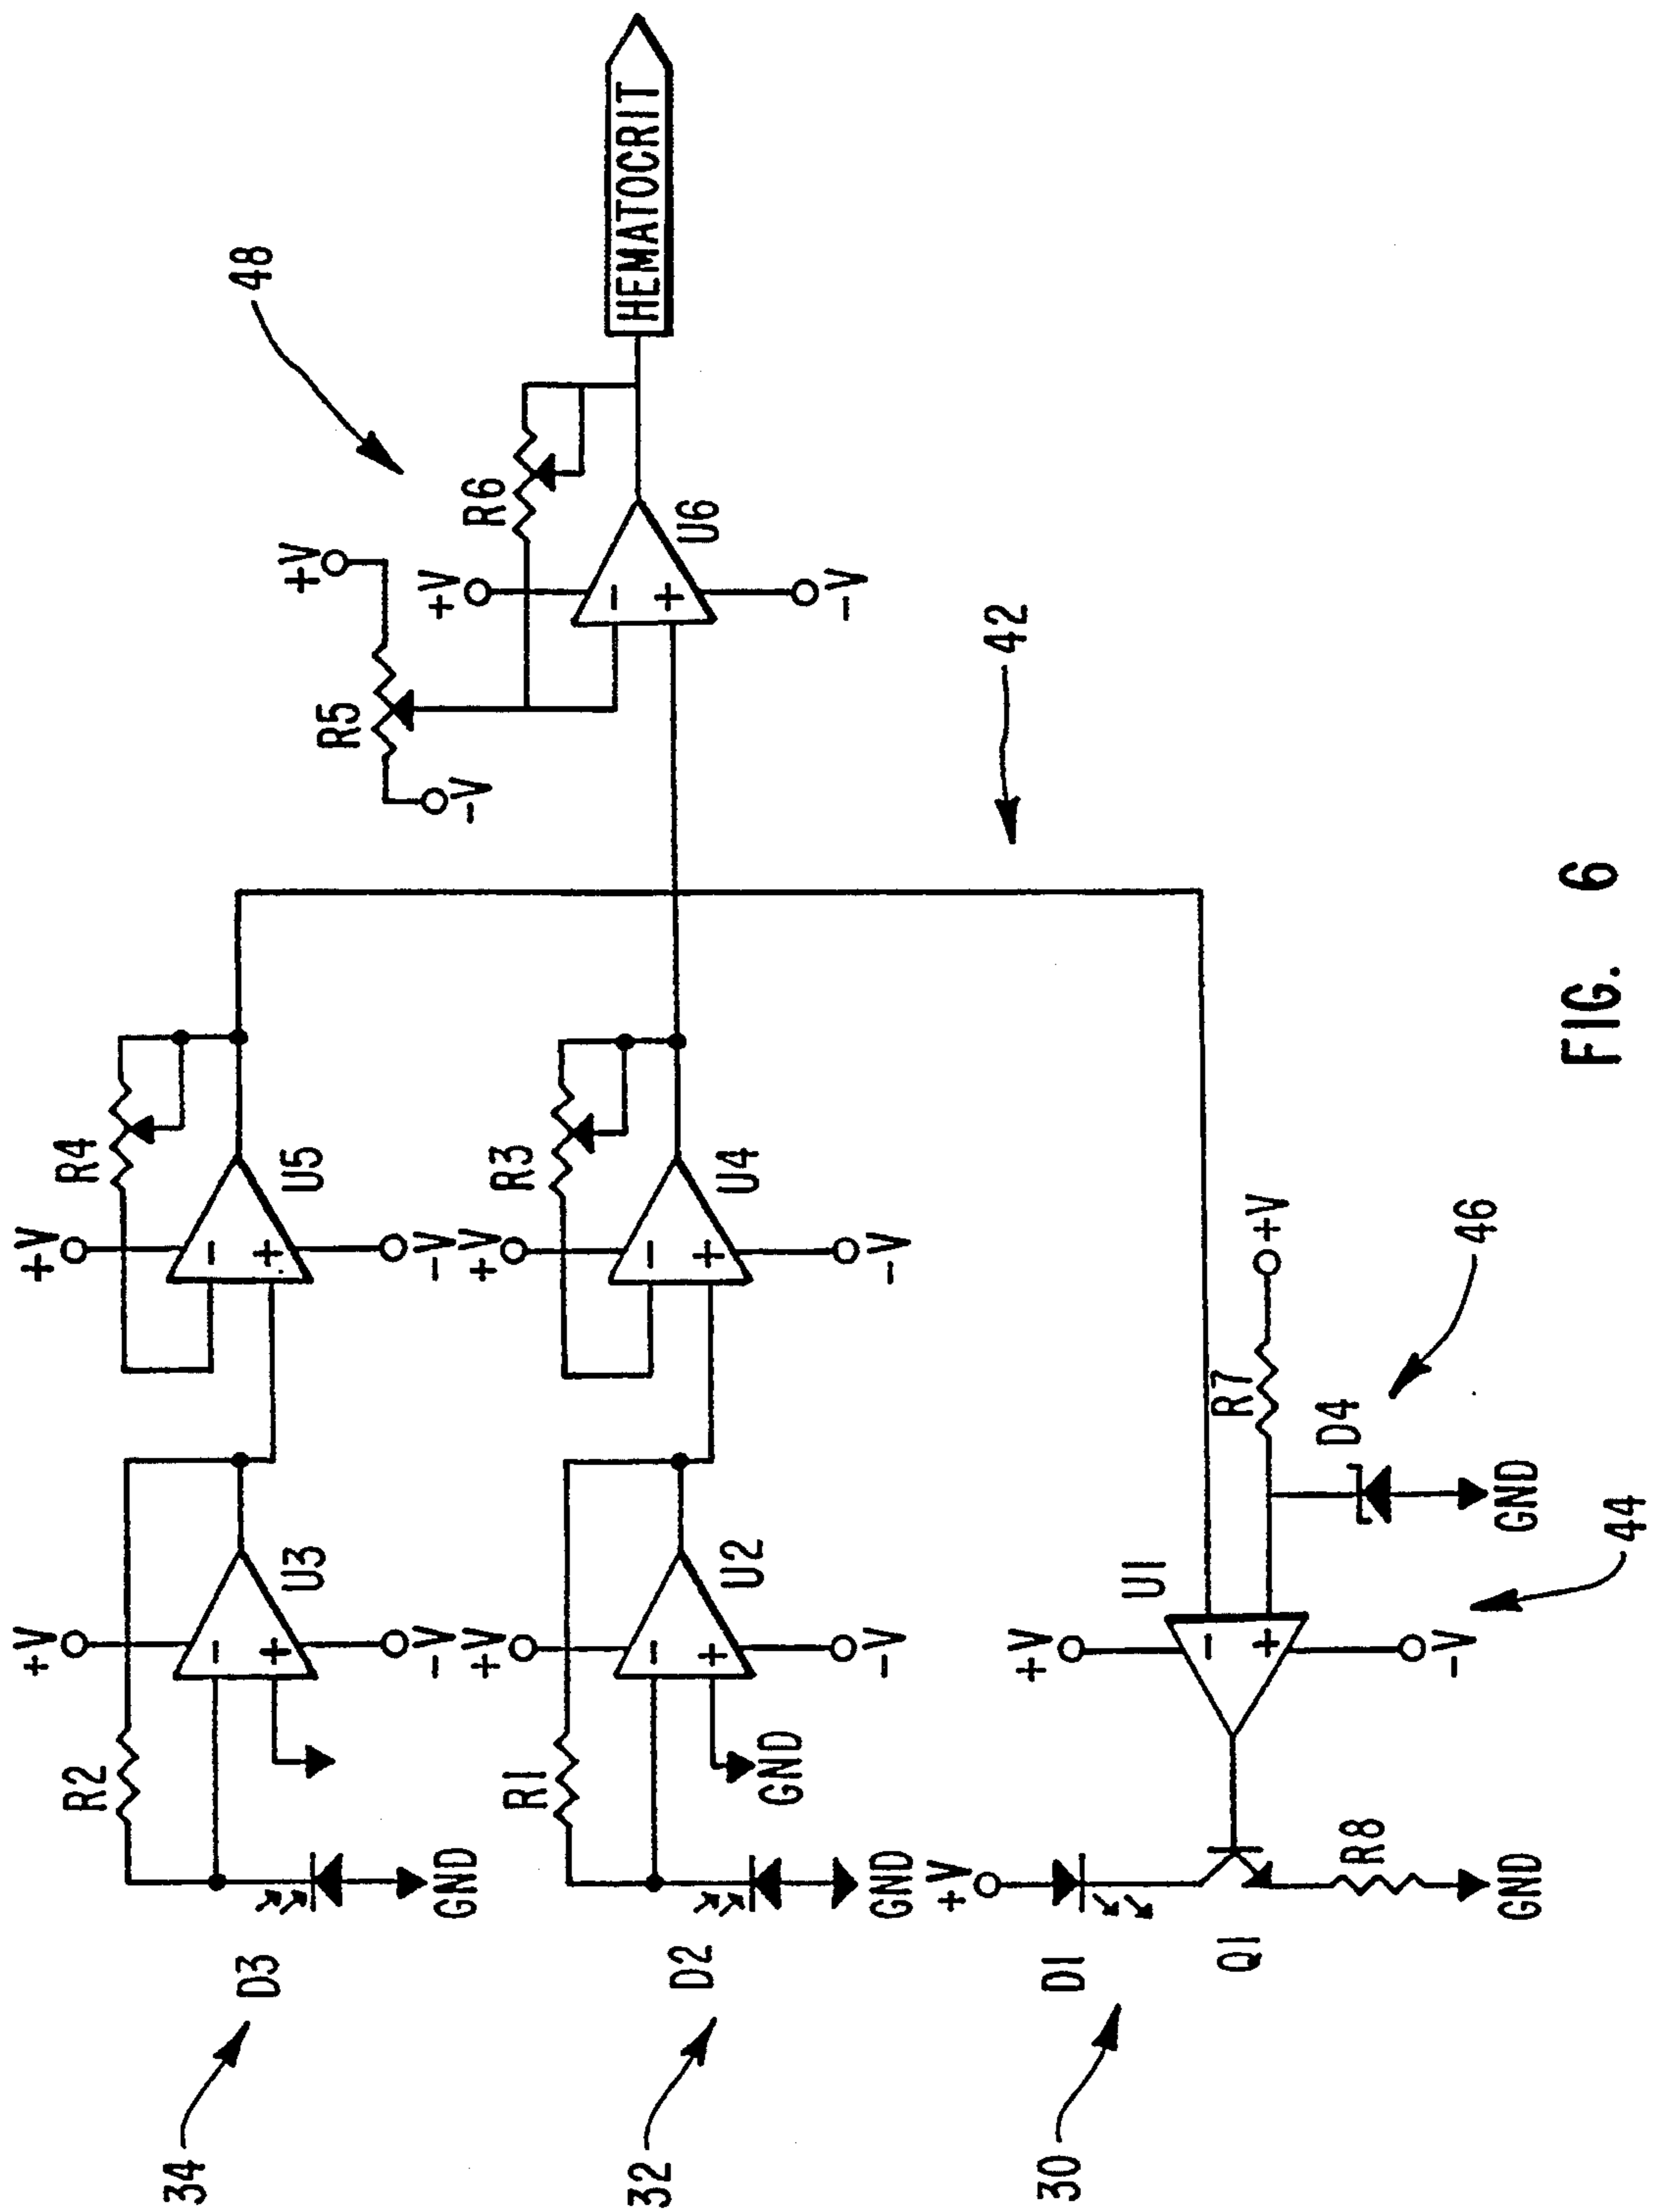 +V
R2
U3
-V
34
D3
GND
+V
R4
U5
-V
+V
R1
U2
-V
GND
32
D2
GND
+V
R3
U4
-V
-V
R5
+V
+V
R6
U6
-V
48
HEMATOCRIT
42
+V
D1
30
Q1
R8
GND
+V
U1
-V
44
R7
+V
D4
GND
46
FIG. 6